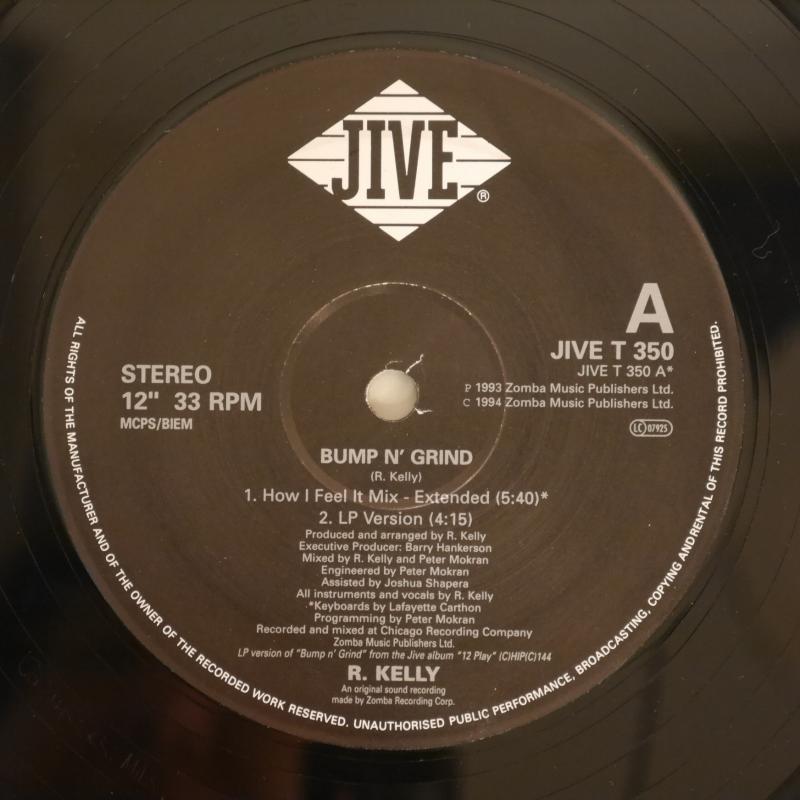 JIVE®
A
JIVE T 350
JIVE T 350 A*
STEREO
12" 33 RPM
MCPS/BIEM
P 1993 Zomba Music Publishers Ltd.
C 1994 Zomba Music Publishers Ltd.
LC 07925
BUMP N' GRIND
(R. Kelly)
1. How I Feel It Mix - Extended (5:40)*
2. LP Version (4:15)
Produced and arranged by R. Kelly
Executive Producer: Barry Hankerson
Mixed by R. Kelly and Peter Mokran
Engineered by Peter Mokran
Assisted by Joshua Shapera
All instruments and vocals by R. Kelly
*Keyboards by Lafayette Carthon
Programming by Peter Mokran
Recorded and mixed at Chicago Recording Company
Zomba Music Publishers Ltd.
LP version of "Bump n' Grind" from the Jive album "12 Play" (C)HIP(C)144
R. KELLY
An original sound recording
made by Zomba Recording Corp.
ALL RIGHTS OF THE MANUFACTURER AND OF THE OWNER OF THE RECORDED WORK RESERVED. UNAUTHORISED PUBLIC PERFORMANCE, BROADCASTING, COPYING AND RENTAL OF THIS RECORD PROHIBITED.